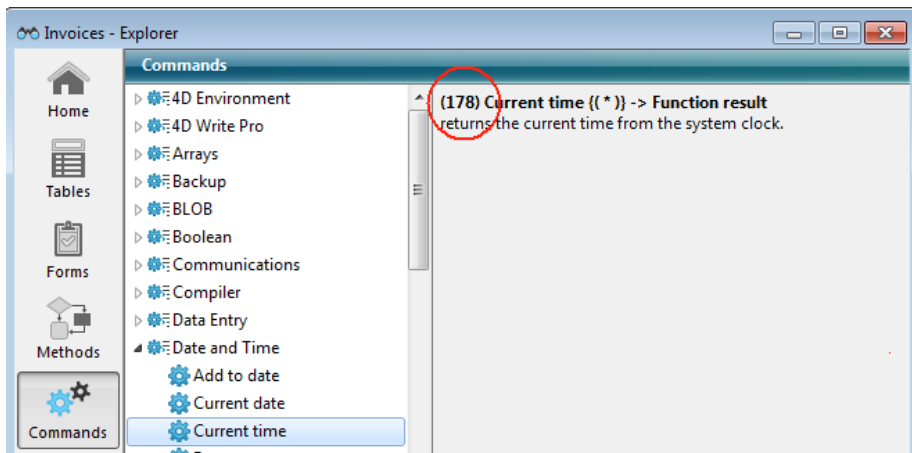 Invoices - Explorer
Home
Tables
Forms
Methods
Commands
Commands
4D Environment
4D Write Pro
Arrays
Backup
BLOB
Boolean
Communications
Compiler
Data Entry
Date and Time
Add to date
Current date
Current time
(178) Current time {( * )} -> Function result
returns the current time from the system clock.